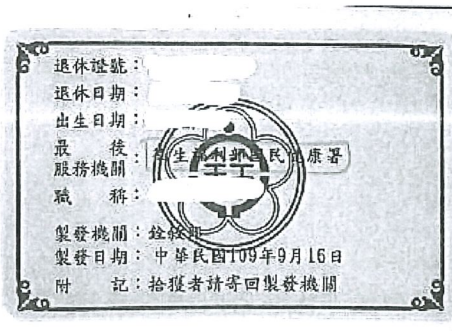 退休證號：
退休日期：
出生日期：
最後服務機關：衛生福利部國民健康署
職稱：
製發機關：銓敘部
製發日期：中華民國109年9月16日
附記：拾獲者請寄回製發機關